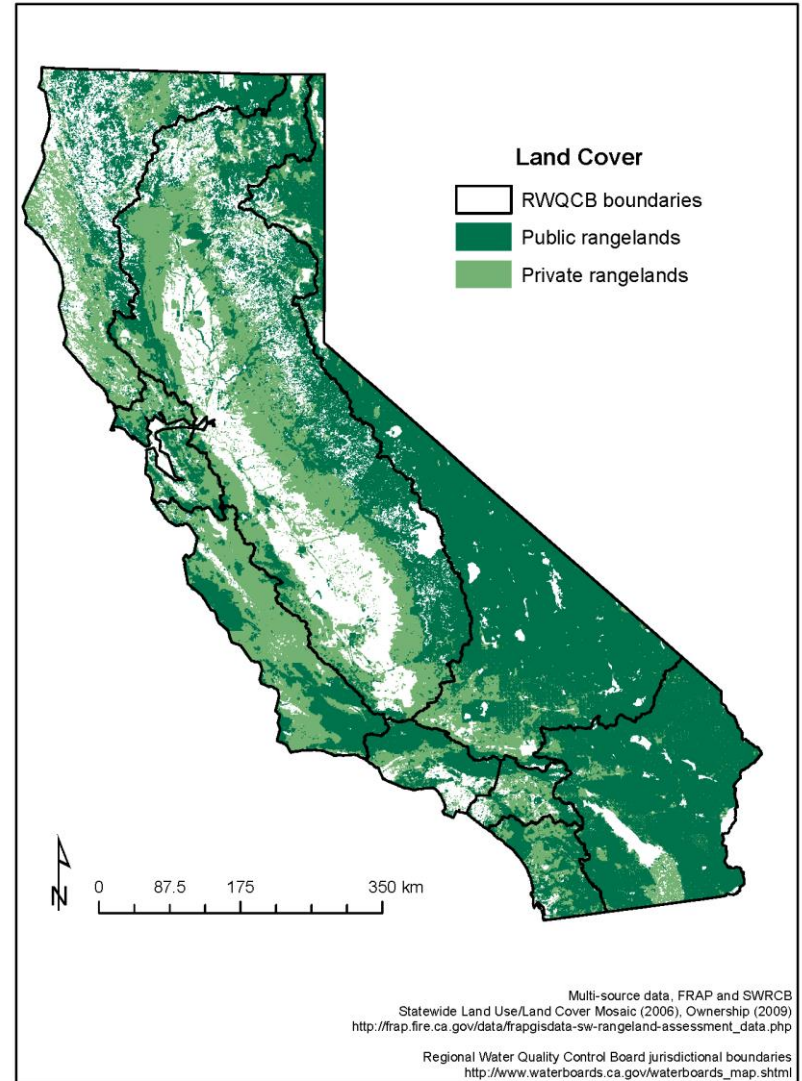 Land Cover
RWQCB boundaries
Public rangelands
Private rangelands
N
0 87.5 175 350 km
Multi-source data, FRAP and SWRCB
Statewide Land Use/Land Cover Mosaic (2006), Ownership (2009)
http://frap.fire.ca.gov/data/frapgisdata-sw-rangeland-assessment_data.php
Regional Water Quality Control Board jurisdictional boundaries
http://www.waterboards.ca.gov/waterboards_map.shtml